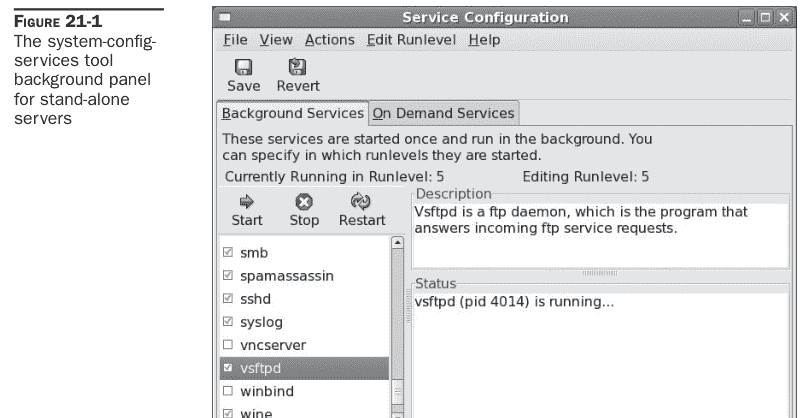 FIGURE 21-1
The system-config-
services tool
background panel
for stand-alone
servers
Service Configuration
File View Actions Edit Runlevel Help
Save Revert
Background Services On Demand Services
These services are started once and run in the background. You
can specify in which runlevels they are started.
Currently Running in Runlevel: 5 Editing Runlevel: 5
Start Stop Restart
Description
Vsftpd is a ftp daemon, which is the program that
answers incoming ftp service requests.
smb
spamassassin
sshd
syslog
vncserver
vsftpd
winbind
wine
Status
vsftpd (pid 4014) is running...